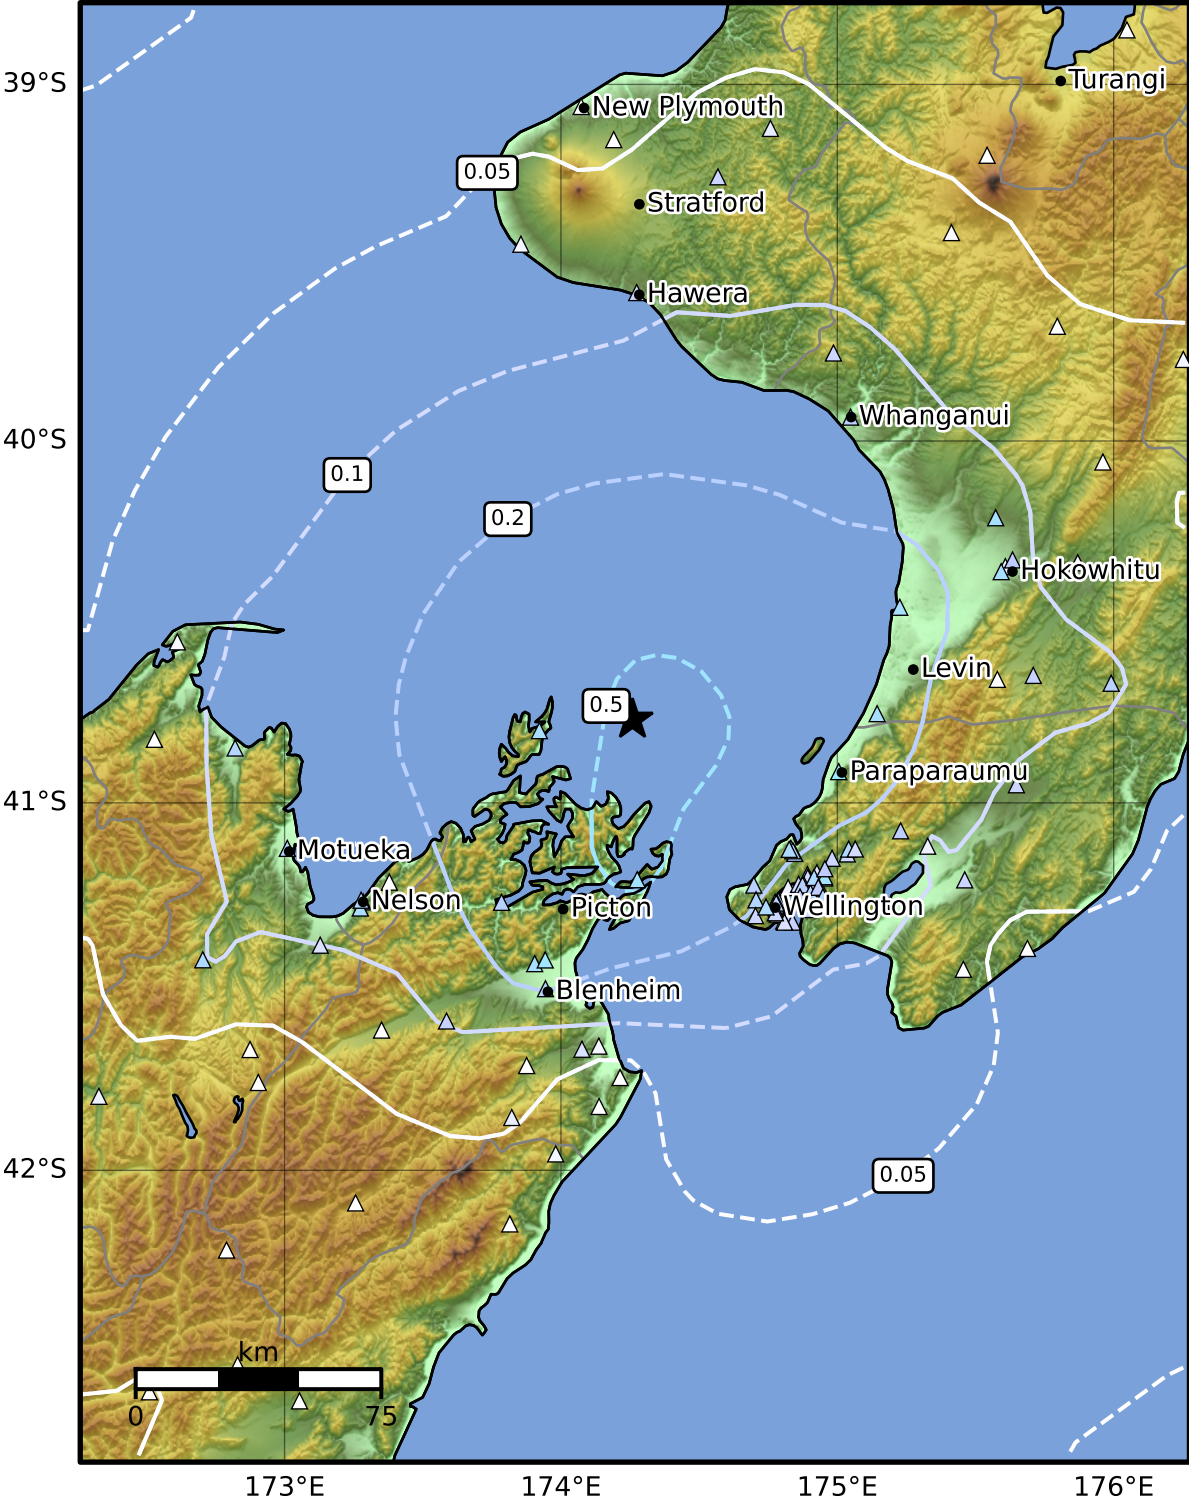 39°S
Turangi
New Plymouth
0.05
Stratford
Hawera
Whanganui
40°S
0.1
0.2
Hokowhitu
Levin
0.5
Paraparaumu
41°S
Motueka
Nelson
Picton
Wellington
Blenheim
42°S
0.05
km
0 75
173°E 174°E 175°E 176°E